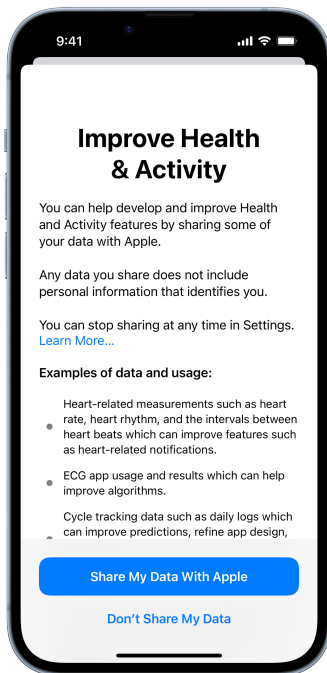 9:41
Improve Health
& Activity
You can help develop and improve Health
and Activity features by sharing some of
your data with Apple.
Any data you share does not include
personal information that identifies you.
You can stop sharing at any time in Settings.
Learn More...
Examples of data and usage:
Heart-related measurements such as heart
rate, heart rhythm, and the intervals between
heart beats which can improve features such
as heart-related notifications.
ECG app usage and results which can help
improve algorithms.
Cycle tracking data such as daily logs which
can improve predictions, refine app design,
Share My Data With Apple
Don’t Share My Data